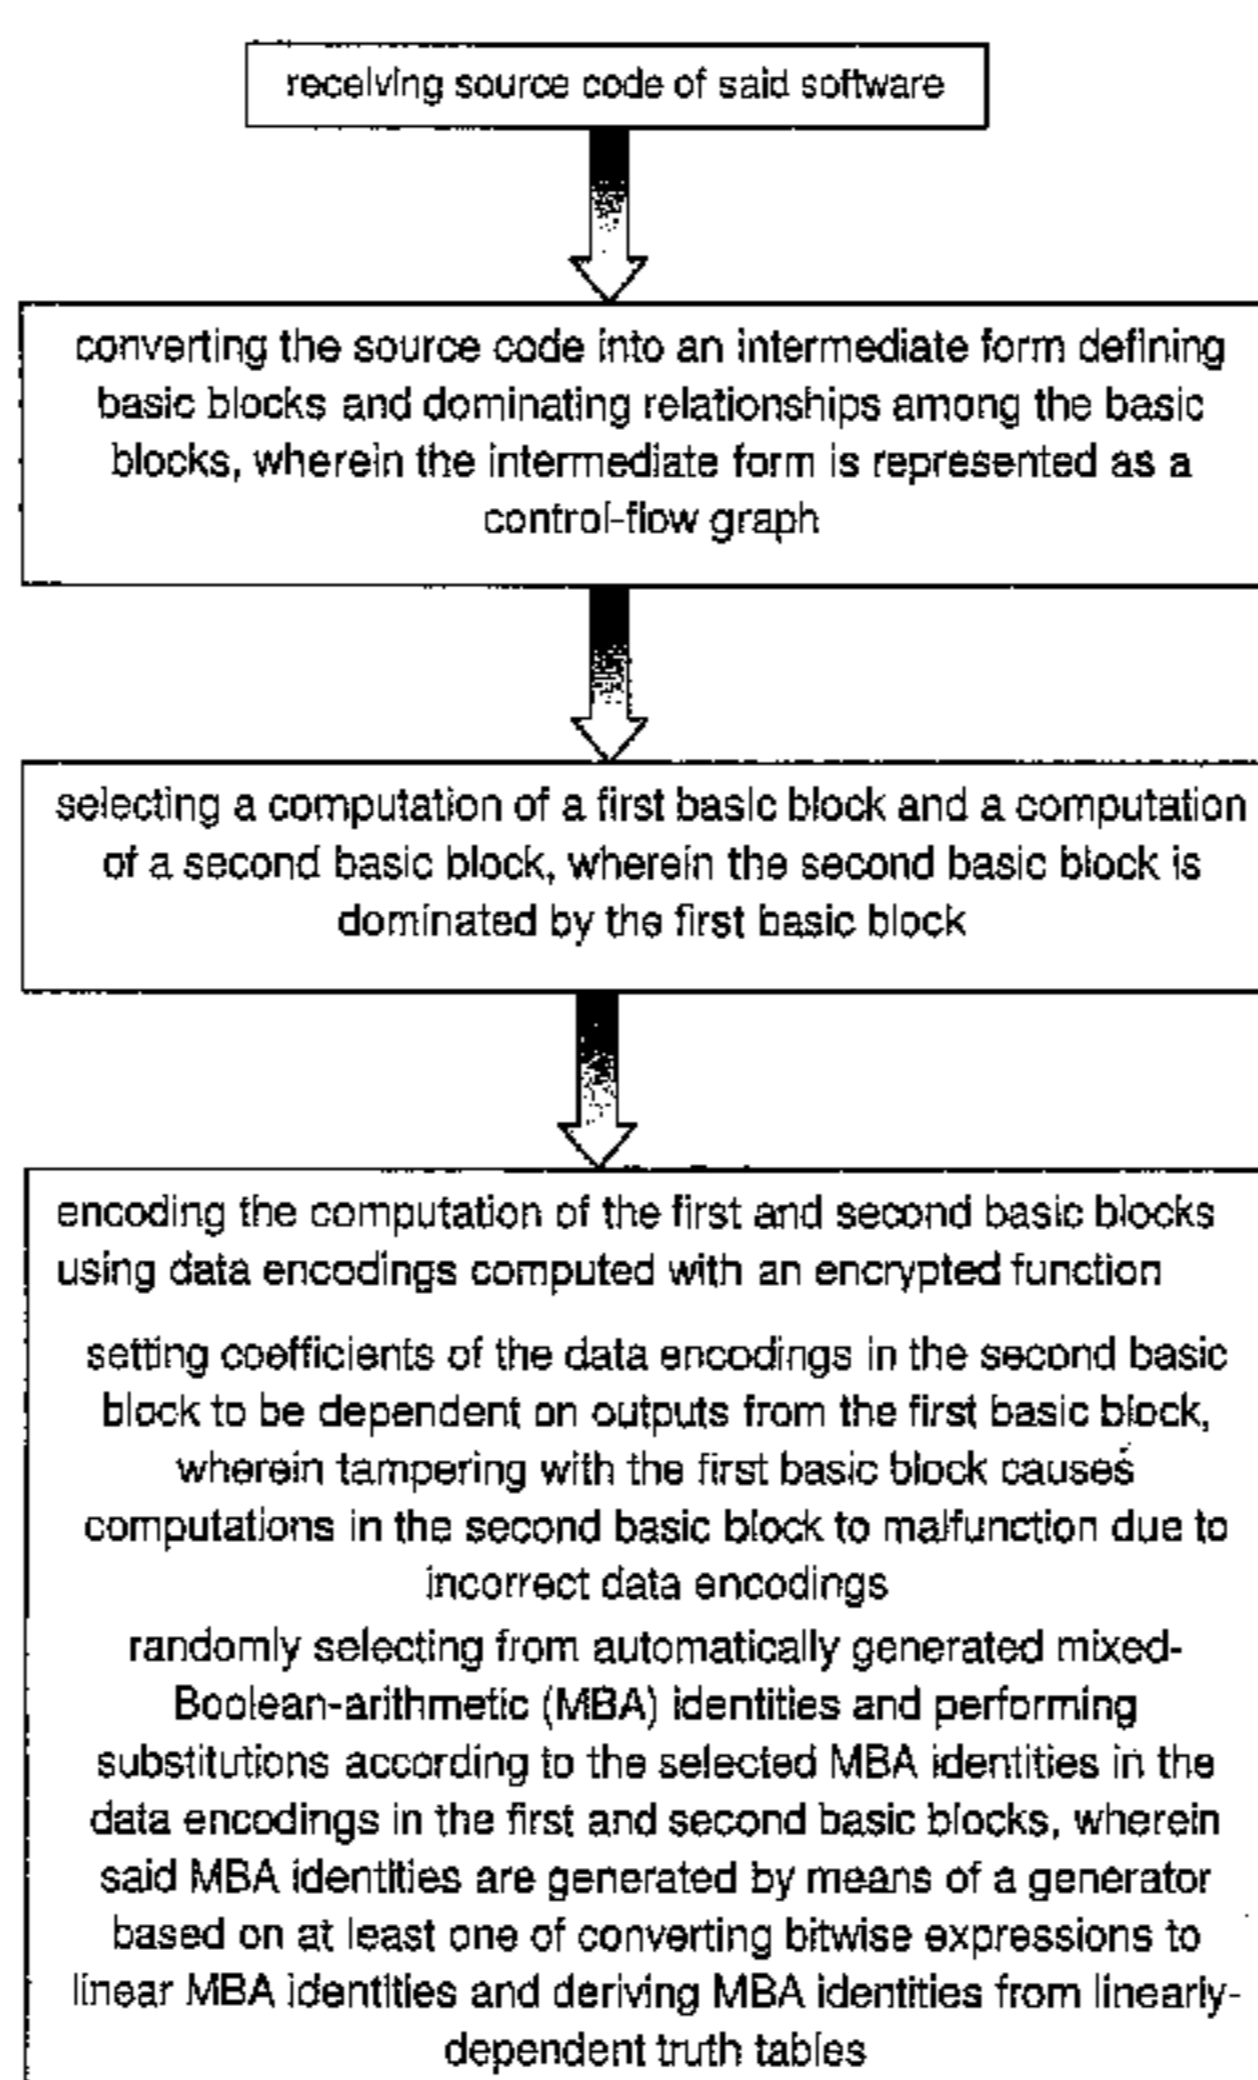 receiving source code of said software
converting the source code into an intermediate form defining
basic blocks and dominating relationships among the basic
blocks, wherein the intermediate form is represented as a
control-flow graph
selecting a computation of a first basic block and a computation
of a second basic block, wherein the second basic block is
dominated by the first basic block
encoding the computation of the first and second basic blocks
using data encodings computed with an encrypted function
setting coefficients of the data encodings in the second basic
block to be dependent on outputs from the first basic block,
wherein tampering with the first basic block causes
computations in the second basic block to malfunction due to
incorrect data encodings
randomly selecting from automatically generated mixed-
Boolean-arithmetic (MBA) identities and performing
substitutions according to the selected MBA identities in the
data encodings in the first and second basic blocks, wherein
said MBA identities are generated by means of a generator
based on at least one of converting bitwise expressions to
linear MBA identities and deriving MBA identities from linearly-
dependent truth tables